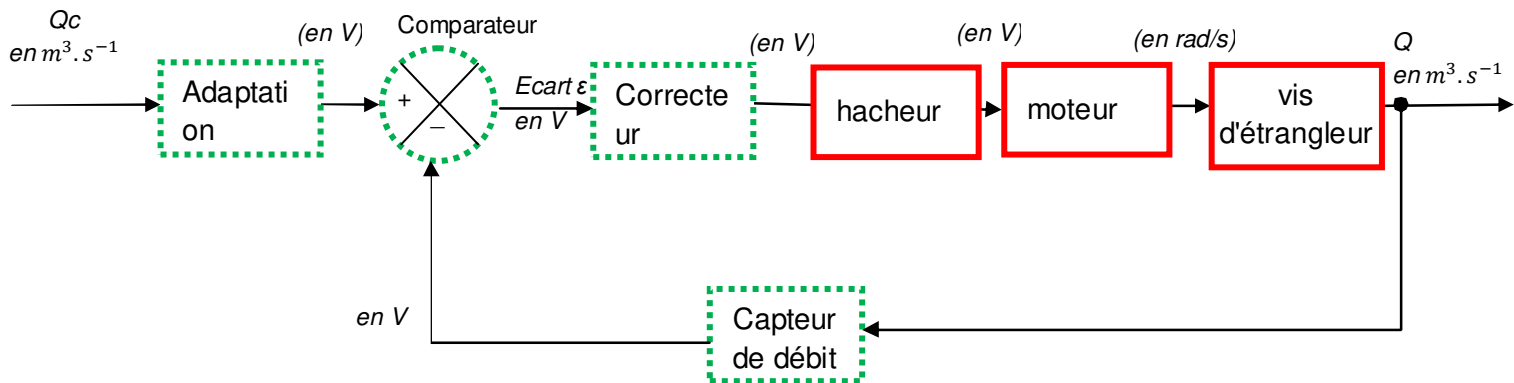 Qc
en m³.s⁻¹
(en V)
Comparateur
(en V)
(en V)
(en rad/s)
Q
en m³.s⁻¹
Adaptati
on
+
−
Ecart ε
en V
Correcte
ur
hacheur
moteur
vis
d'étrangleur
en V
Capteur
de débit